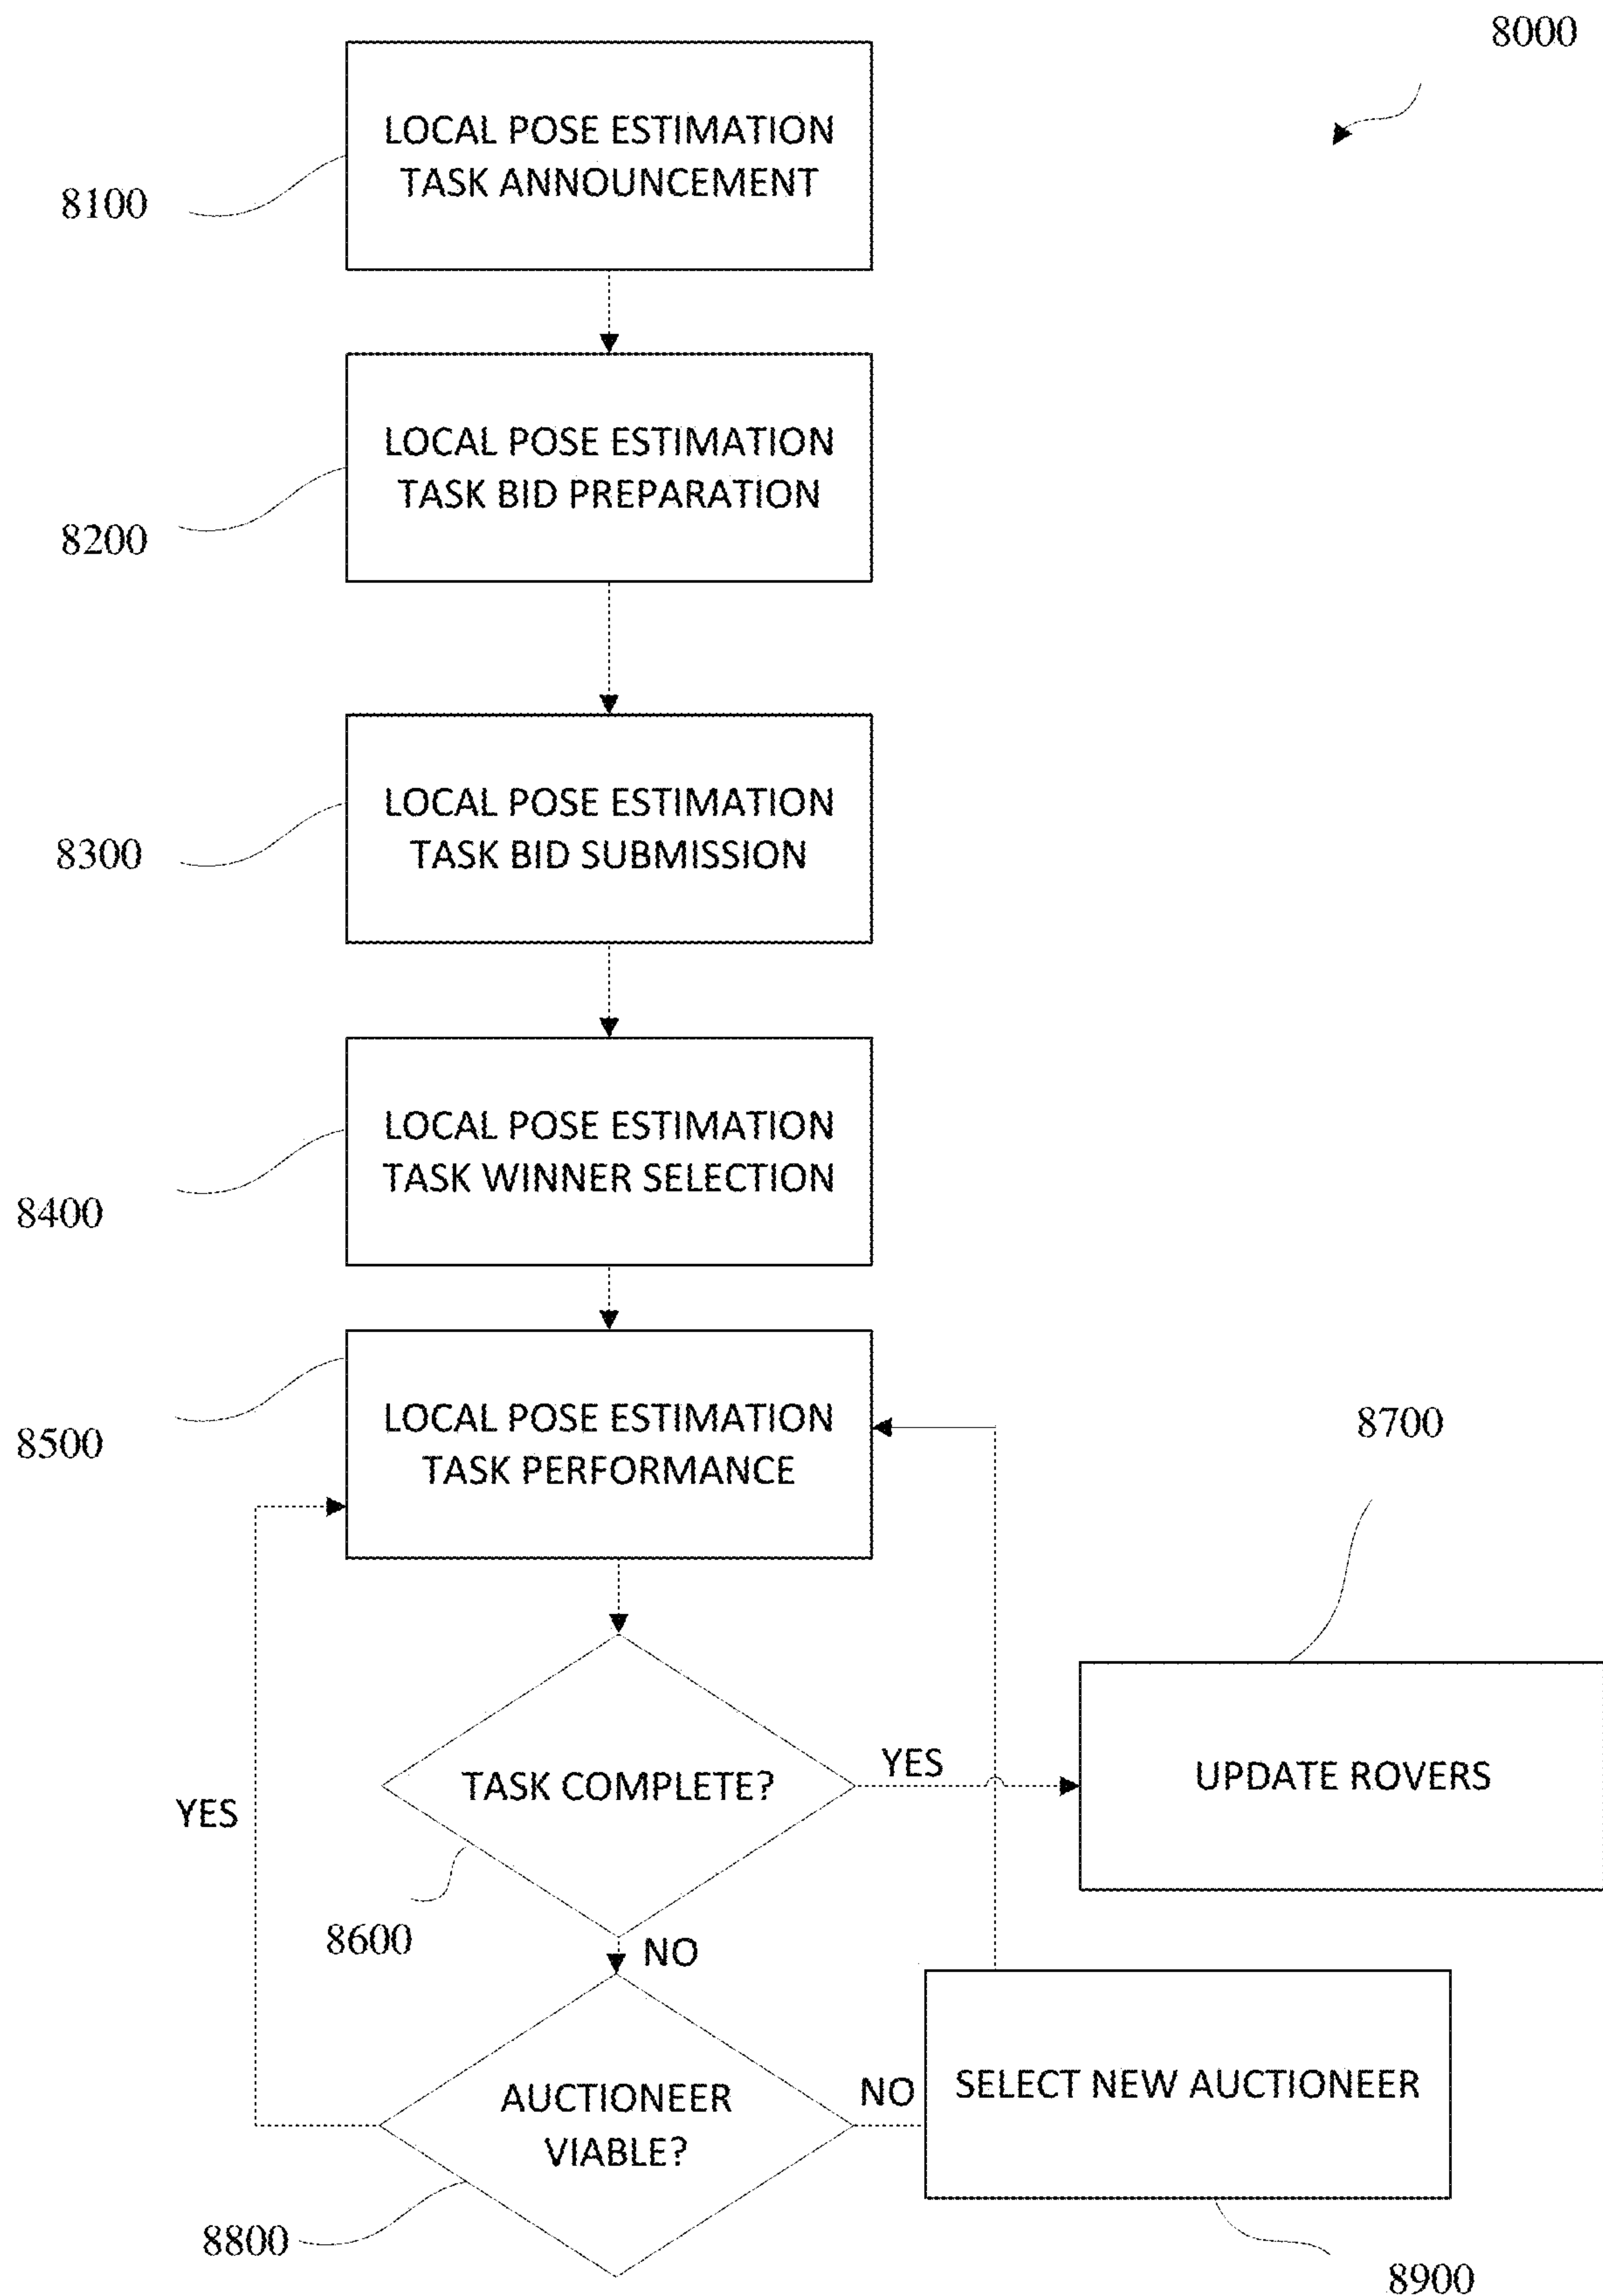 8000
LOCAL POSE ESTIMATION
TASK ANNOUNCEMENT
8100
LOCAL POSE ESTIMATION
TASK BID PREPARATION
8200
LOCAL POSE ESTIMATION
TASK BID SUBMISSION
8300
LOCAL POSE ESTIMATION
TASK WINNER SELECTION
8400
LOCAL POSE ESTIMATION
TASK PERFORMANCE
8500
8700
TASK COMPLETE?
YES
UPDATE ROVERS
YES
8600
NO
AUCTIONEER
VIABLE?
NO
SELECT NEW AUCTIONEER
8800
8900